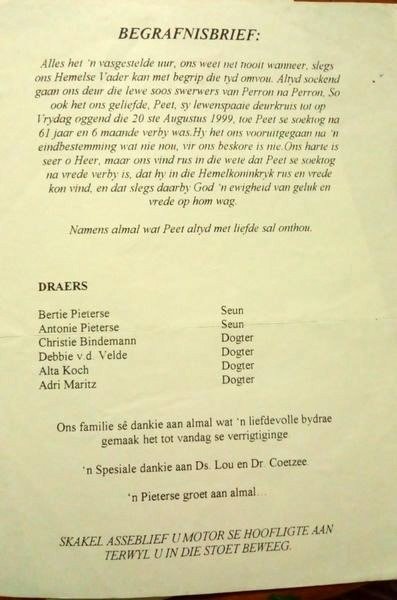 BEGRAFNISBRIEF:
Alles het 'n vasgestelde uur, ons weet net nooit wanneer, slegs
ons Hemelse Vader kan met begrip die tyd omvou. Altyd soekend
gaan ons deur die lewe soos swerwers van Perron na Perron. So
ook het ons geliefde, Peet, sy lewenspaaie deurkruis tot op
Vrydag oggend die 20 ste Augustus 1999, toe Peet se soektog na
61 jaar en 6 maande verby was.Hy het ons vooruitgegaan na 'n
eindbestemming wat nie nou, vir ons beskore is nie.Ons harte is
seer o Heer, maar ons vind rus in die wete dat Peet se soektog
na vrede verby is, dat hy in die Hemelkoninkryk rus en vrede
kon vind, en dat slegs daarby God 'n ewigheid van geluk en
vrede op hom wag.
Namens almal wat Peet altyd met liefde sal onthou.
DRAERS
Bertie Pieterse Seun
Antonie Pieterse Seun
Christie Bindemann Dogter
Debbie v.d. Velde Dogter
Alta Koch Dogter
Adri Maritz Dogter
Ons familie sê dankie aan almal wat 'n liefdevolle bydrae
gemaak het tot vandag se verrigtiginge.
'n Spesiale dankie aan Ds. Lou en Dr. Coetzee.
'n Pieterse groet aan almal...
SKAKEL ASSEBLIEF U MOTOR SE HOOFLIGTE AAN
TERWYL U IN DIE STOET BEWEEG.